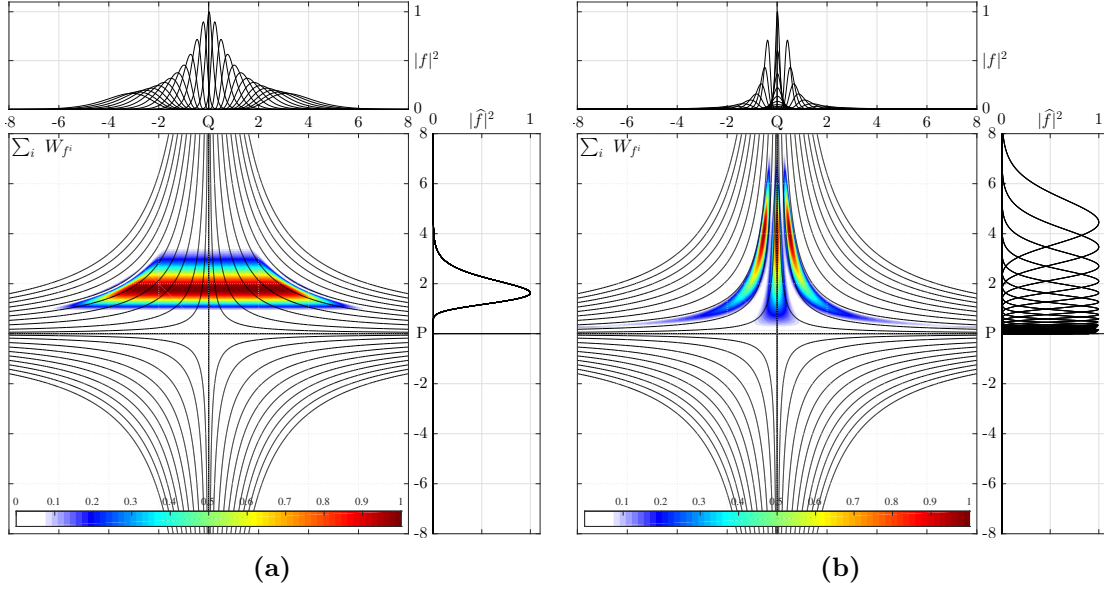 1
|f|²
0
-8 -6 -4 -2 Q 2 4 6 8
|f̂|²
0 1
∑ᵢ W_{fⁱ}
8
6
4
2
P
-2
-4
-6
-8
0 0.1 0.2 0.3 0.4 0.5 0.6 0.7 0.8 0.9 1
(a)
1
|f|²
0
-8 -6 -4 -2 Q 2 4 6 8
|f̂|²
0 1
∑ᵢ W_{fⁱ}
8
6
4
2
P
-2
-4
-6
-8
0.1 0.2 0.3 0.4 0.5 0.6 0.7 0.8 0.9 1
(b)